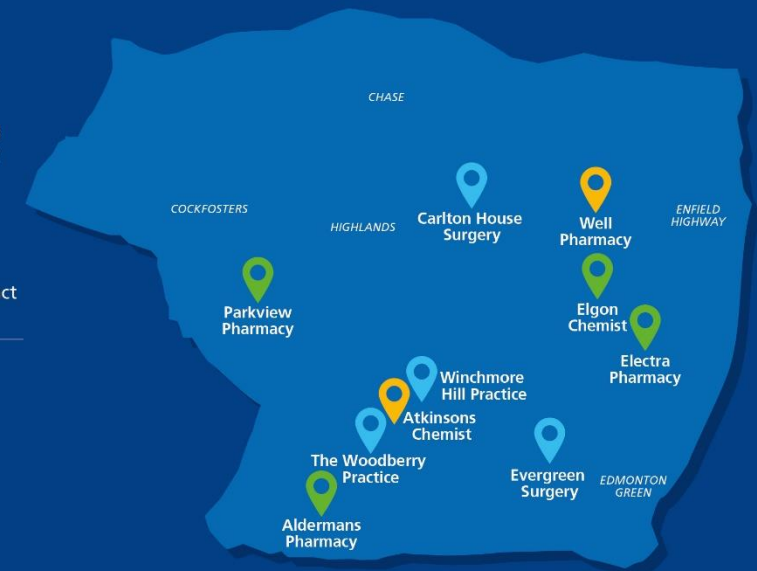 CHASE
COCKFOSTERS
HIGHLANDS
Carlton House
Surgery
Well
Pharmacy
ENFIELD
HIGHWAY
ct
Parkview
Pharmacy
Elgon
Chemist
Electra
Pharmacy
Winchmore
Hill Practice
Atkinsons
Chemist
The Woodberry
Practice
Evergreen
Surgery
EDMONTON
GREEN
Aldermans
Pharmacy